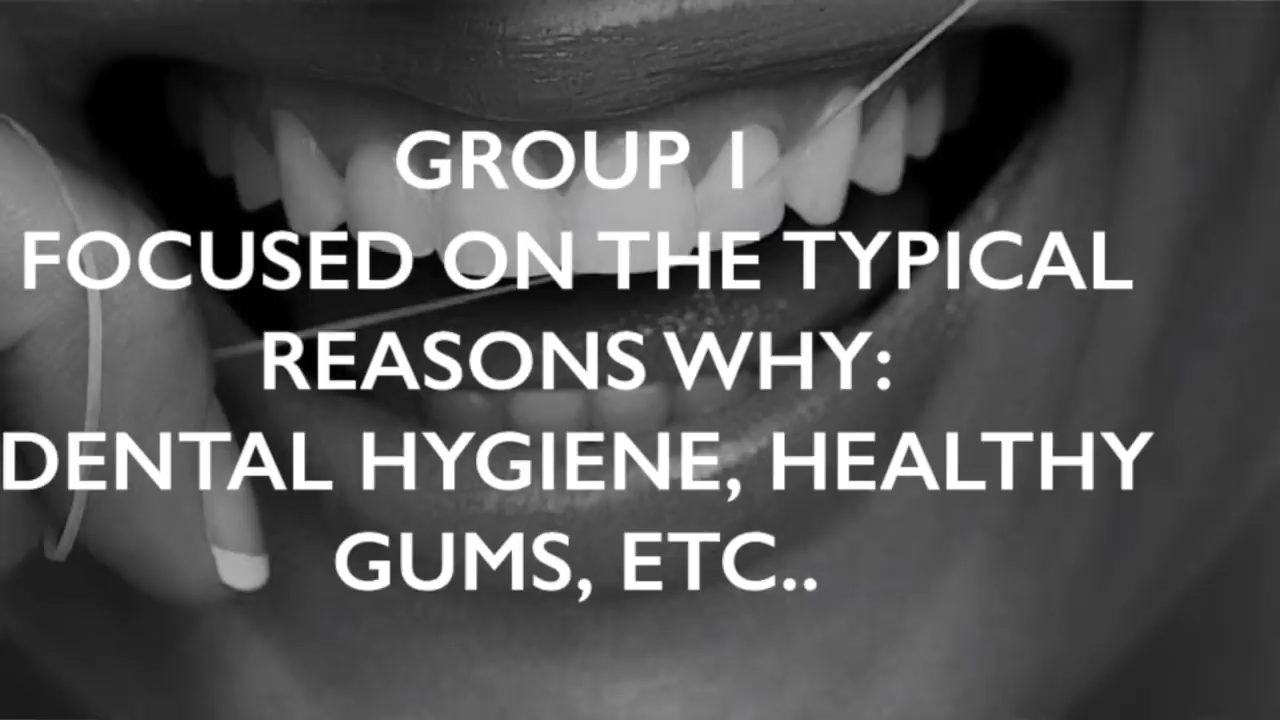 GROUP 1
FOCUSED ON THE TYPICAL
REASONS WHY:
DENTAL HYGIENE, HEALTHY
GUMS, ETC..